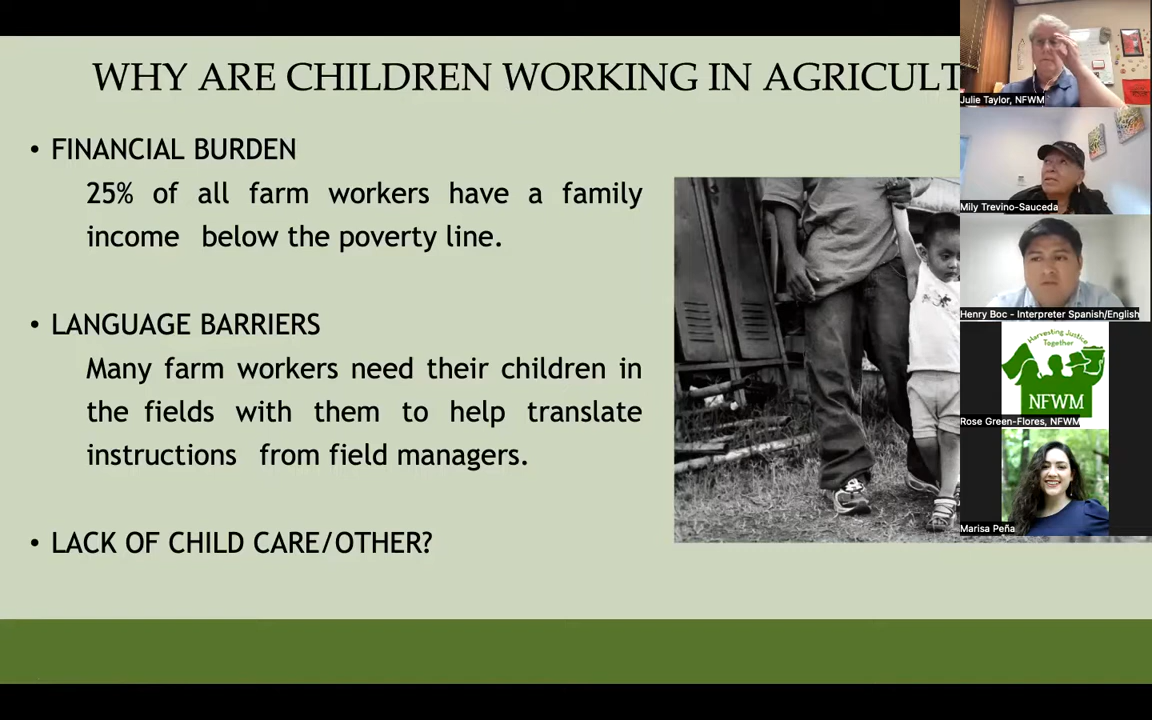 WHY ARE CHILDREN WORKING IN AGRICULT
• FINANCIAL BURDEN
25% of all farm workers have a family
income below the poverty line.
• LANGUAGE BARRIERS
Many farm workers need their children in
the fields with them to help translate
instructions from field managers.
• LACK OF CHILD CARE/OTHER?
Julie Taylor, NFWM
Mily Trevino-Sauceda
Henry Boc - Interpreter Spanish/English
Harvesting Justice
Together
NFWM
Rose Green-Flores, NFWM
Marisa Peña